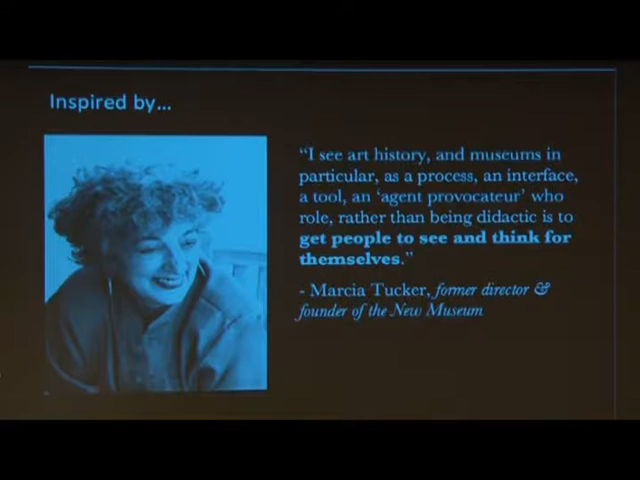 Inspired by...
“I see art history, and museums in
particular, as a process, an interface,
a tool, an ‘agent provocateur’ who
role, rather than being didactic is to
get people to see and think for
themselves.”
- Marcia Tucker, former director &
founder of the New Museum